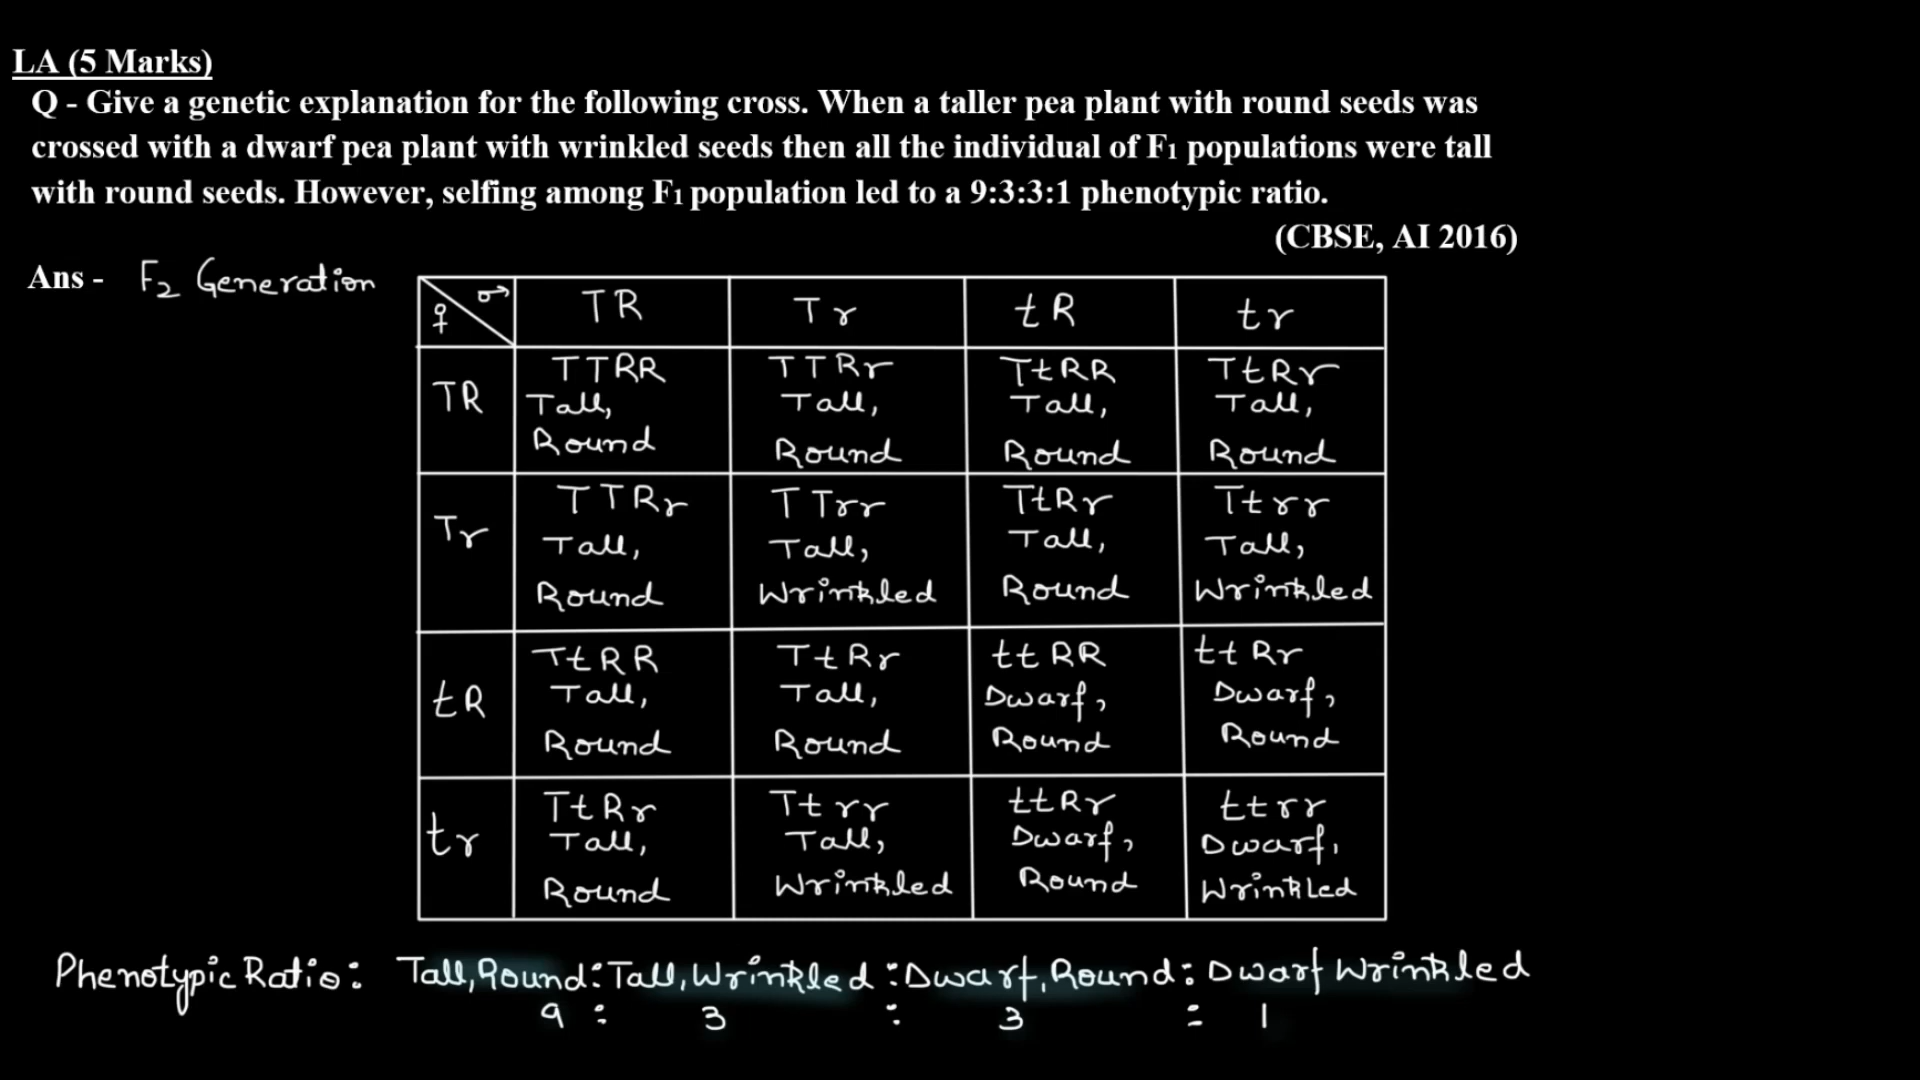 LA (5 Marks)
Q - Give a genetic explanation for the following cross. When a taller pea plant with round seeds was
crossed with a dwarf pea plant with wrinkled seeds then all the individual of F₁ populations were tall
with round seeds. However, selfing among F₁ population led to a 9:3:3:1 phenotypic ratio.
(CBSE, AI 2016)
Ans - F₂ Generation
♀ ♂ TR Tr tR tr
TR
TTRR TTRr TtRR TtRr
Tall, Tall, Tall, Tall,
Round Round Round Round
Tr
TTRr TTrr TtRr Ttrr
Tall, Tall, Tall, Tall,
Round Wrinkled Round Wrinkled
tR
TtRR TtRr ttRR ttRr
Tall, Tall, Dwarf, Dwarf,
Round Round Round Round
tr
TtRr Ttrr ttRr ttrr
Tall, Tall, Dwarf, Dwarf,
Round Wrinkled Round Wrinkled
Phenotypic Ratio: Tall, Round : Tall, Wrinkled : Dwarf, Round : Dwarf Wrinkled
9 : 3 : 3 : 1